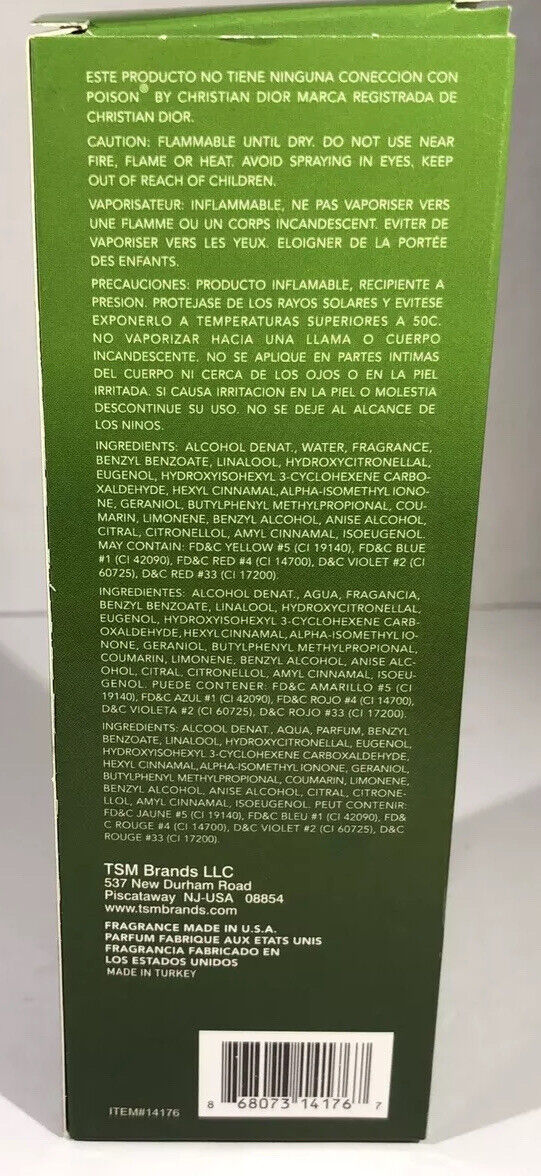 ESTE PRODUCTO NO TIENE NINGUNA CONECCION CON
POISON® BY CHRISTIAN DIOR MARCA REGISTRADA DE
CHRISTIAN DIOR.
CAUTION: FLAMMABLE UNTIL DRY. DO NOT USE NEAR
FIRE, FLAME OR HEAT. AVOID SPRAYING IN EYES, KEEP
OUT OF REACH OF CHILDREN.
VAPORISATEUR: INFLAMMABLE, NE PAS VAPORISER VERS
UNE FLAMME OU UN CORPS INCANDESCENT. EVITER DE
VAPORISER VERS LES YEUX. ELOIGNER DE LA PORTÉE
DES ENFANTS.
PRECAUCIONES: PRODUCTO INFLAMABLE, RECIPIENTE A
PRESION. PROTEJASE DE LOS RAYOS SOLARES Y EVITESE
EXPONERLO A TEMPERATURAS SUPERIORES A 50C.
NO VAPORIZAR HACIA UNA LLAMA O CUERPO
INCANDESCENTE. NO SE APLIQUE EN PARTES INTIMAS
DEL CUERPO NI CERCA DE LOS OJOS O EN LA PIEL
IRRITADA. SI CAUSA IRRITACION EN LA PIEL O MOLESTIA
DESCONTINUE SU USO. NO SE DEJE AL ALCANCE DE
LOS NINOS.
INGREDIENTS: ALCOHOL DENAT., WATER, FRAGRANCE,
BENZYL BENZOATE, LINALOOL, HYDROXYCITRONELLAL,
EUGENOL, HYDROXYISOHEXYL 3-CYCLOHEXENE CARBO-
XALDEHYDE, HEXYL CINNAMAL, ALPHA-ISOMETHYL IONO-
NE, GERANIOL, BUTYLPHENYL METHYLPROPIONAL, COU-
MARIN, LIMONENE, BENZYL ALCOHOL, ANISE ALCOHOL,
CITRAL, CITRONELLOL, AMYL CINNAMAL, ISOEUGENOL.
MAY CONTAIN: FD&C YELLOW #5 (CI 19140), FD&C BLUE
#1 (CI 42090), FD&C RED #4 (CI 14700), D&C VIOLET #2 (CI
60725), D&C RED #33 (CI 17200).
INGREDIENTES: ALCOHOL DENAT., AGUA, FRAGANCIA,
BENZYL BENZOATE, LINALOOL, HYDROXYCITRONELLAL,
EUGENOL, HYDROXYISOHEXYL 3-CYCLOHEXENE CARB-
OXALDEHYDE, HEXYL CINNAMAL, ALPHA-ISOMETHYL IO-
NONE, GERANIOL, BUTYLPHENYL METHYLPROPIONAL,
COUMARIN, LIMONENE, BENZYL ALCOHOL, ANISE ALC-
OHOL, CITRAL, CITRONELLOL, AMYL CINNAMAL, ISOEU-
GENOL. PUEDE CONTENER: FD&C AMARILLO #5 (CI
19140), FD&C AZUL #1 (CI 42090), FD&C ROJO #4 (CI 14700),
D&C VIOLETA #2 (CI 60725), D&C ROJO #33 (CI 17200).
INGREDIENTS: ALCOOL DENAT., AQUA, PARFUM, BENZYL
BENZOATE, LINALOOL, HYDROXYCITRONELLAL, EUGENOL,
HYDROXYISOHEXYL 3-CYCLOHEXENE CARBOXALDEHYDE,
HEXYL CINNAMAL, ALPHA-ISOMETHYL IONONE, GERANIOL,
BUTYLPHENYL METHYLPROPIONAL, COUMARIN, LIMONENE,
BENZYL ALCOHOL, ANISE ALCOHOL, CITRAL, CITRONE-
LLOL, AMYL CINNAMAL, ISOEUGENOL. PEUT CONTENIR:
FD&C JAUNE #5 (CI 19140), FD&C BLEU #1 (CI 42090), FD&
C ROUGE #4 (CI 14700), D&C VIOLET #2 (CI 60725), D&C
ROUGE #33 (CI 17200).
TSM Brands LLC
537 New Durham Road
Piscataway NJ-USA 08854
www.tsmbrands.com
FRAGRANCE MADE IN U.S.A.
PARFUM FABRIQUE AUX ETATS UNIS
FRAGRANCIA FABRICADO EN
LOS ESTADOS UNIDOS
MADE IN TURKEY
8 68073 14176 7
ITEM#14176